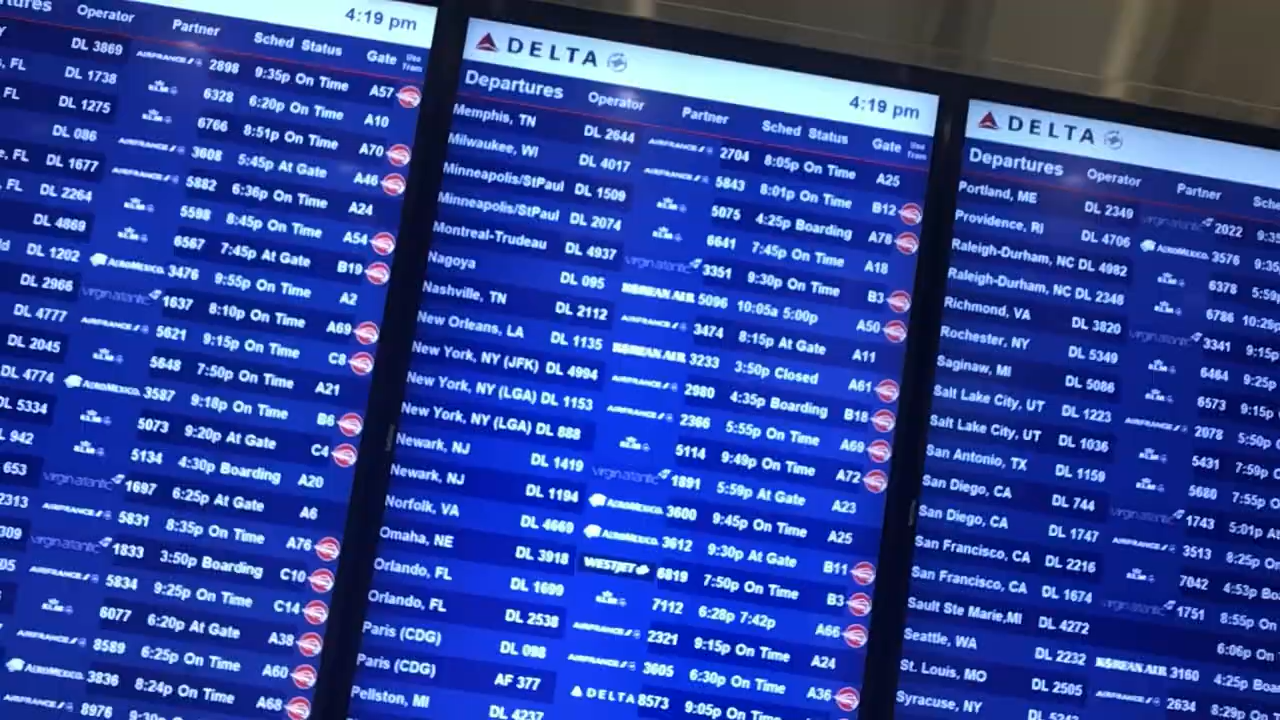 Operator Partner Sched Status Gate Use Tram
4:19 pm
DL 3869 AIRFRANCE 2898 9:35p On Time A57
FL DL 1738 KLM 6328 6:20p On Time A10
FL DL 1275 KLM 6766 8:51p On Time A70
DL 086 AIRFRANCE 3608 5:45p At Gate A46
FL DL 1677 AIRFRANCE 5882 6:36p On Time A24
FL DL 2264 KLM 5598 8:45p On Time A54
DL 4869 KLM 6567 7:45p At Gate B19
DL 1202 AEROMEXICO 3476 9:55p On Time A2
DL 2966 virgin atlantic 1637 8:10p On Time A69
DL 4777 AIRFRANCE 5621 9:15p On Time C8
DL 2045 KLM 5648 7:50p On Time A21
DL 4774 AEROMEXICO 3587 9:18p On Time B6
DL 5334 KLM 5073 9:20p At Gate C4
DL 942 KLM 5134 4:30p Boarding A20
653 virgin atlantic 1697 6:25p At Gate A6
2313 AIRFRANCE 5831 8:35p On Time A76
309 virgin atlantic 1833 3:50p Boarding C10
AIRFRANCE 5834 9:25p On Time C14
KLM 6077 6:20p At Gate A38
AIRFRANCE 8589 6:25p On Time A60
AEROMEXICO 3836 8:24p On Time A68
AIRFRANCE 8976
DELTA
4:19 pm
Departures Operator Partner Sched Status Gate Use Tram
Memphis, TN DL 2644 AIRFRANCE 2704 8:05p On Time A25
Milwaukee, WI DL 4017 5843 8:01p On Time B12
Minneapolis/StPaul DL 1509 KLM 5075 4:25p Boarding A78
Minneapolis/StPaul DL 2074 KLM 6641 7:45p On Time A18
Montreal-Trudeau DL 4937 virgin atlantic 3351 9:30p On Time B3
Nagoya DL 095 KOREAN AIR 5096 10:05a 5:00p A50
Nashville, TN DL 2112 AIRFRANCE 3474 8:15p At Gate A11
New Orleans, LA DL 1135 KOREAN AIR 3233 3:50p Closed A61
New York, NY (JFK) DL 4994 AIRFRANCE 2980 4:35p Boarding B18
New York, NY (LGA) DL 1153 AIRFRANCE 2366 5:55p On Time A69
New York, NY (LGA) DL 888 KLM 5114 9:49p On Time A72
Newark, NJ DL 1419 virgin atlantic 1891 5:59p At Gate A23
Newark, NJ DL 1194 AEROMEXICO 3600 9:45p On Time A25
Norfolk, VA DL 4669 AEROMEXICO 3612 9:30p At Gate B11
Omaha, NE DL 3918 WESTJET 6819 7:50p On Time B3
Orlando, FL DL 1690 KLM 7112 6:28p 7:42p A66
Orlando, FL DL 2538 AIRFRANCE 2321 9:15p On Time A24
Paris (CDG) DL 098 AIRFRANCE 3605 6:30p On Time A36
Paris (CDG) AF 377 DELTA 8573 9:05p On Time
Pellston, MI DL 4237
DELTA
Departures Operator Partner
Portland, ME DL 2349 virgin atlantic 2022
Providence, RI DL 4706 AEROMEXICO 3576
Raleigh-Durham, NC DL 4982 KLM 6378
Raleigh-Durham, NC DL 2348 KLM 6786
Richmond, VA DL 3820 virgin atlantic 3341 9:15p
Rochester, NY DL 5349 KLM 6464 9:25p
Saginaw, MI DL 5086 KLM 6573 9:15p
Salt Lake City, UT DL 1223 AIRFRANCE 2078 5:50p
Salt Lake City, UT DL 1036 KLM 5431 7:59p
San Antonio, TX DL 1159 KLM 5680 7:55p
San Diego, CA DL 744 virgin atlantic 1743 5:01p At
San Diego, CA DL 1747 AIRFRANCE 3513 8:25p On
San Francisco, CA DL 2216 KLM 7042 4:53p Bo
San Francisco, CA DL 1674 virgin atlantic 1751 8:55p On
Sault Ste Marie,MI DL 4272 6:06p On
Seattle, WA DL 2232 KOREAN AIR 3160 4:25p Boa
St. Louis, MO DL 2505 AIRFRANCE 2634 8:29p
Syracuse, NY